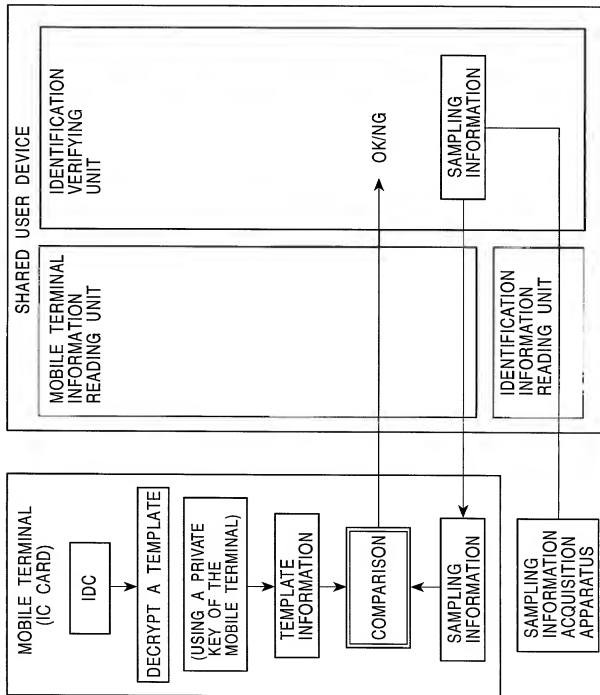 SHARED USER DEVICE
MOBILE TERMINAL
(IC CARD)
IDC
DECRYPT A TEMPLATE
(USING A PRIVATE
KEY OF THE
MOBILE TERMINAL)
TEMPLATE
INFORMATION
COMPARISON
SAMPLING
INFORMATION
SAMPLING
INFORMATION
ACQUISITION
APPARATUS
MOBILE TERMINAL
INFORMATION
READING UNIT
IDENTIFICATION
INFORMATION
READING UNIT
IDENTIFICATION
VERIFYING
UNIT
OK/NG
SAMPLING
INFORMATION